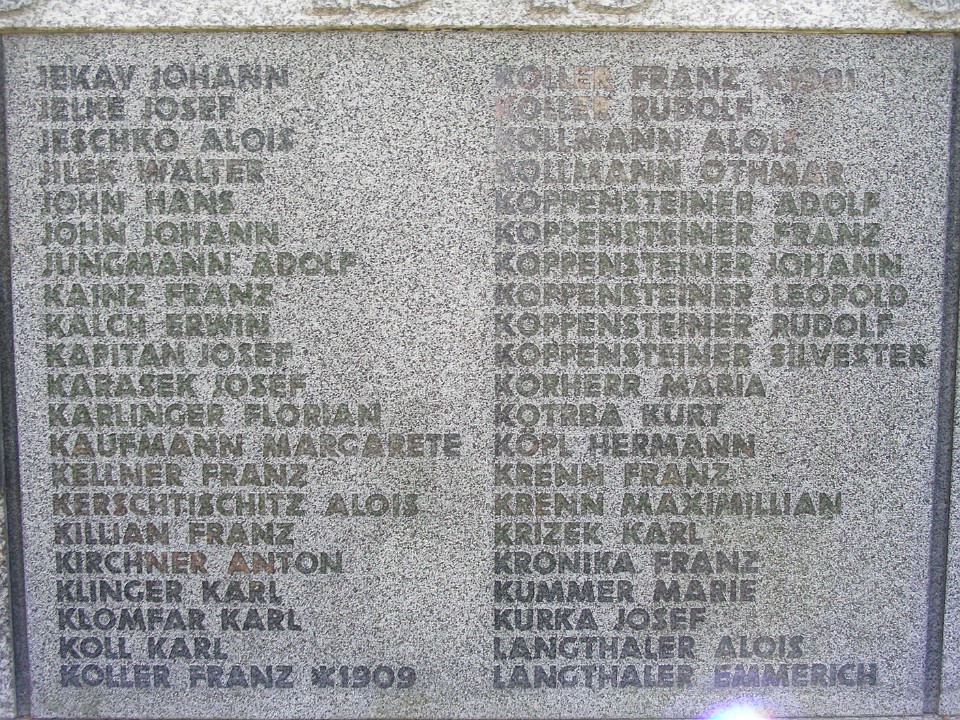 JEKAY JOHANN
JELKE JOSEF
JESCHKO ALOIS
JILEK WALTER
JOHN HANS
JOHN JOHANN
JUNGMANN ADOLF
KAINZ FRANZ
KALCH ERWIN
KAPITAN JOSEF
KARASEK JOSEF
KARLINGER FLORIAN
KAUFMANN MARGARETE
KELLNER FRANZ
KERSCHTISCHITZ ALOIS
KILLIAN FRANZ
KIRCHNER ANTON
KLINGER KARL
KLOMFAR KARL
KOLL KARL
KOLLER FRANZ *1909
KOLLER FRANZ *1901
KOLLER RUDOLF
KOLLMANN ALOIS
KOLLMANN OTHMAR
KOPPENSTEINER ADOLF
KOPPENSTEINER FRANZ
KOPPENSTEINER JOHANN
KOPPENSTEINER LEOPOLD
KOPPENSTEINER RUDOLF
KOPPENSTEINER SILVESTER
KORHERR MARIA
KOTRBA KURT
KÖPL HERMANN
KRENN FRANZ
KRENN MAXIMILLIAN
KRIZEK KARL
KRONIKA FRANZ
KUMMER MARIE
KURKA JOSEF
LANGTHALER ALOIS
LANGTHALER EMMERICH